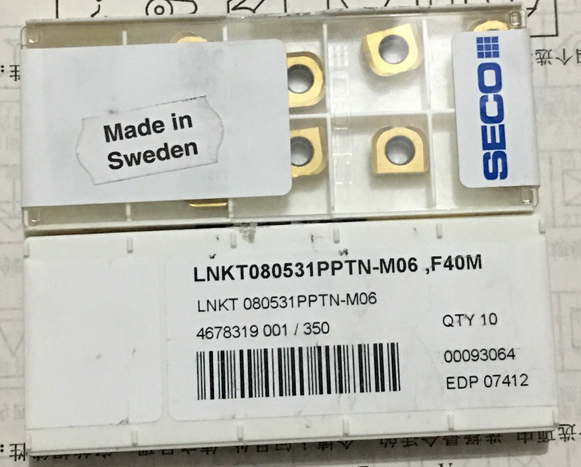 Made in
Sweden
SECO
LNKT080531PPTN-M06 ,F40M
LNKT 080531PPTN-M06
4678319 001 / 350
QTY 10
00093064
EDP 07412